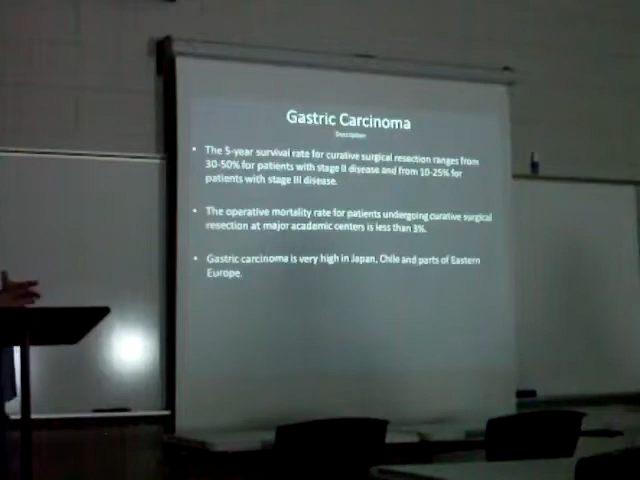 Gastric Carcinoma
Description
• The 5-year survival rate for curative surgical resection ranges from
30-50% for patients with stage II disease and from 10-25% for
patients with stage III disease.
• The operative mortality rate for patients undergoing curative surgical
resection at major academic centers is less than 3%.
• Gastric carcinoma is very high in Japan, Chile and parts of Eastern
Europe.